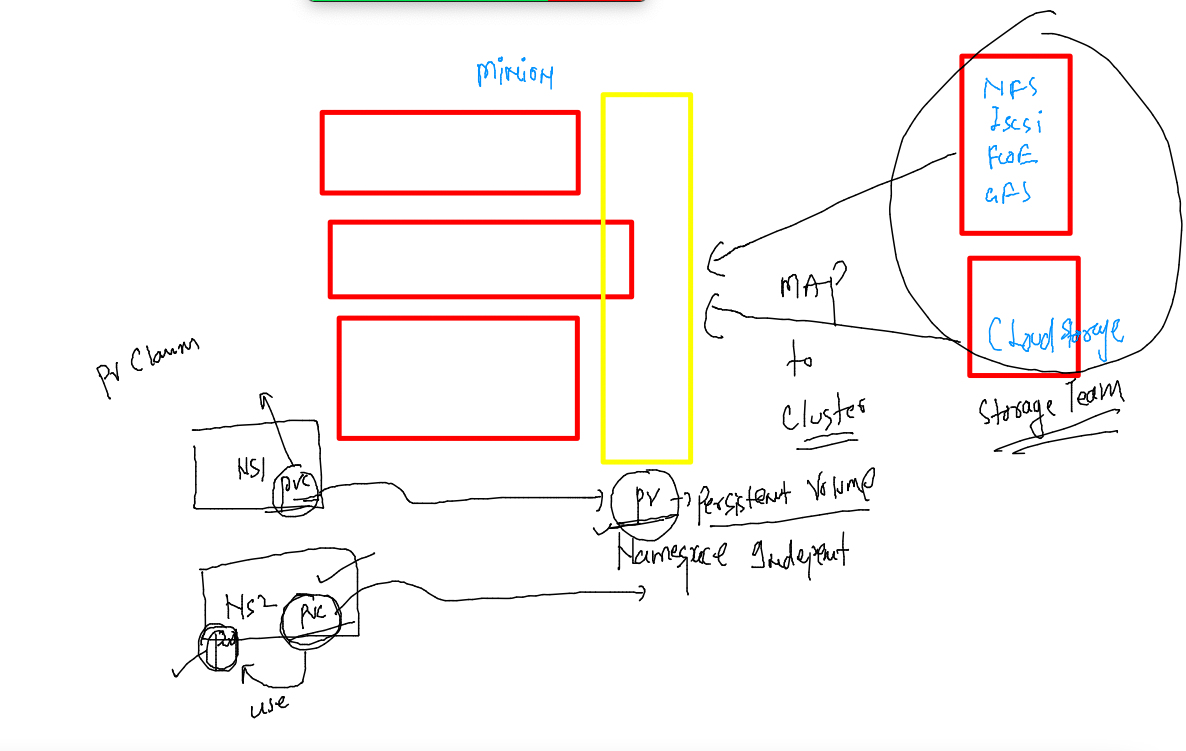 MINION
NFS
Iscsi
FCOE
GFS
Cloud Storage
Storage Team
MAP
to
Cluster
PV Claim
NS1
PVC
PV → Persistent Volume
Namespace Indepent
NS2
PVC
Pod
use